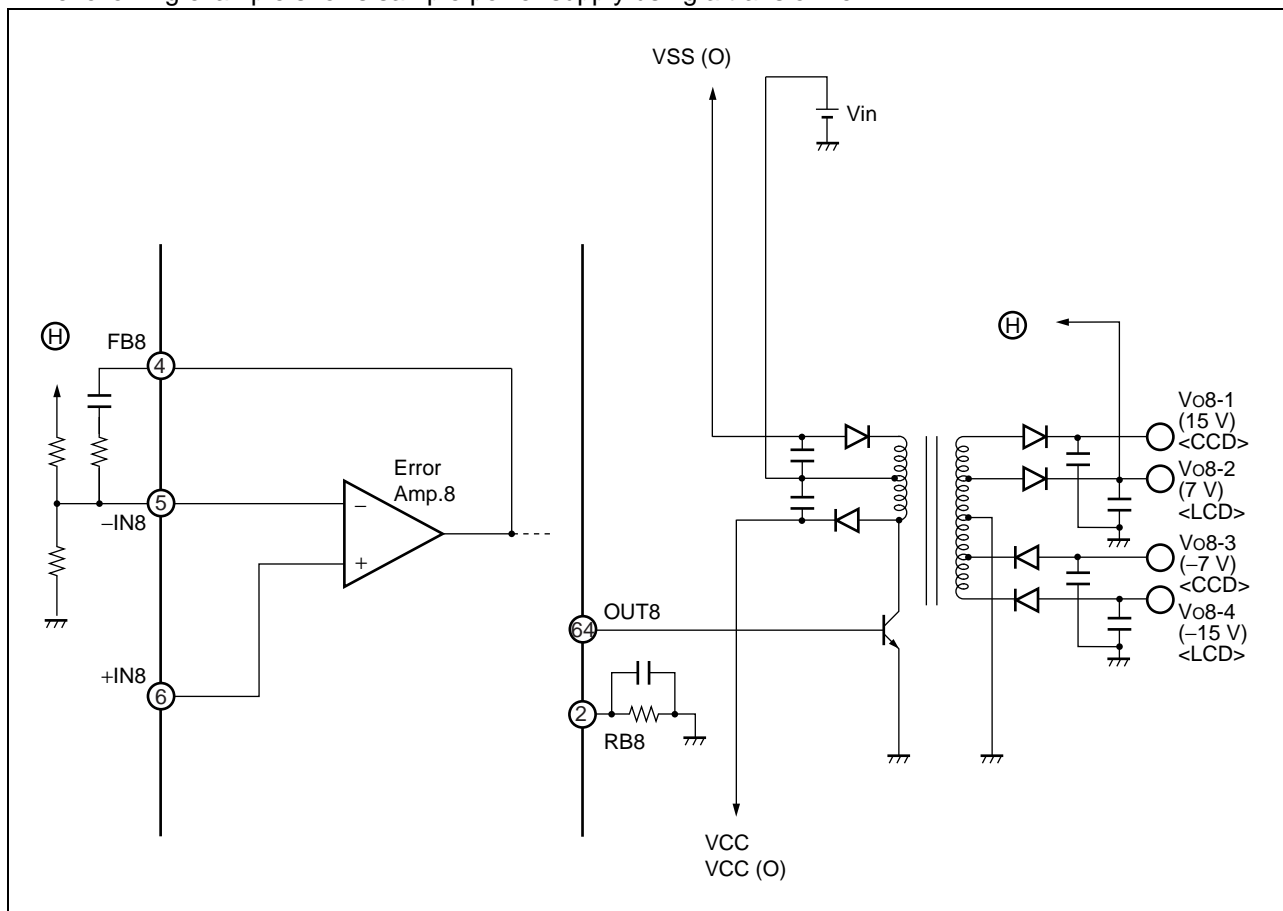 VSS (O)
Vin
H
FB8
4
Error
Amp.8
−
+
5
−IN8
+IN8
6
OUT8
64
2
RB8
H
VO8-1
(15 V)
<CCD>
VO8-2
(7 V)
<LCD>
VO8-3
(−7 V)
<CCD>
VO8-4
(−15 V)
<LCD>
VCC
VCC (O)